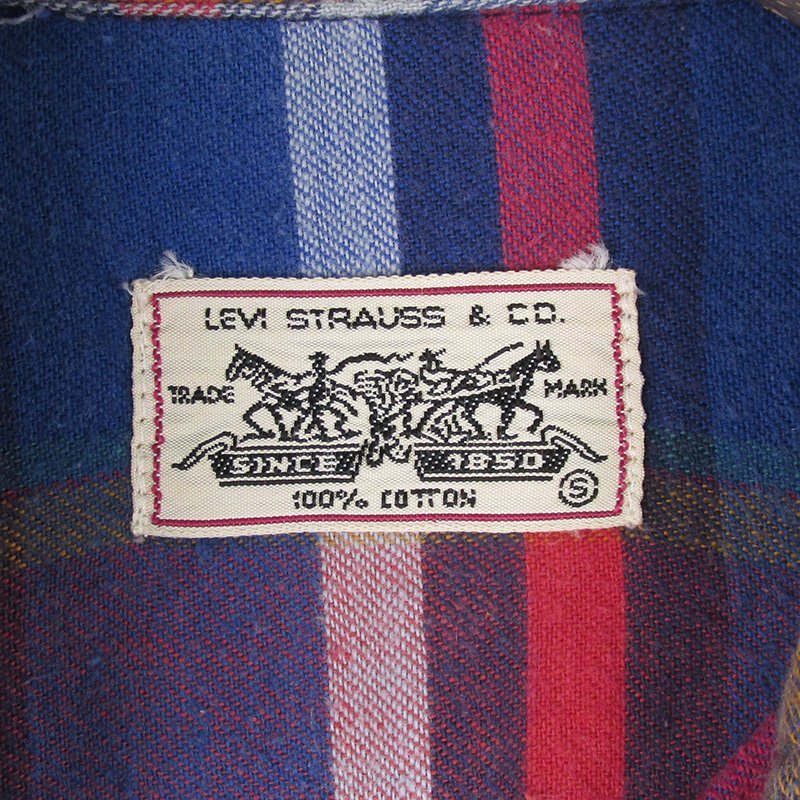 LEVI STRAUSS & CO.
TRADE MARK
SINCE 1850
100% COTTON S